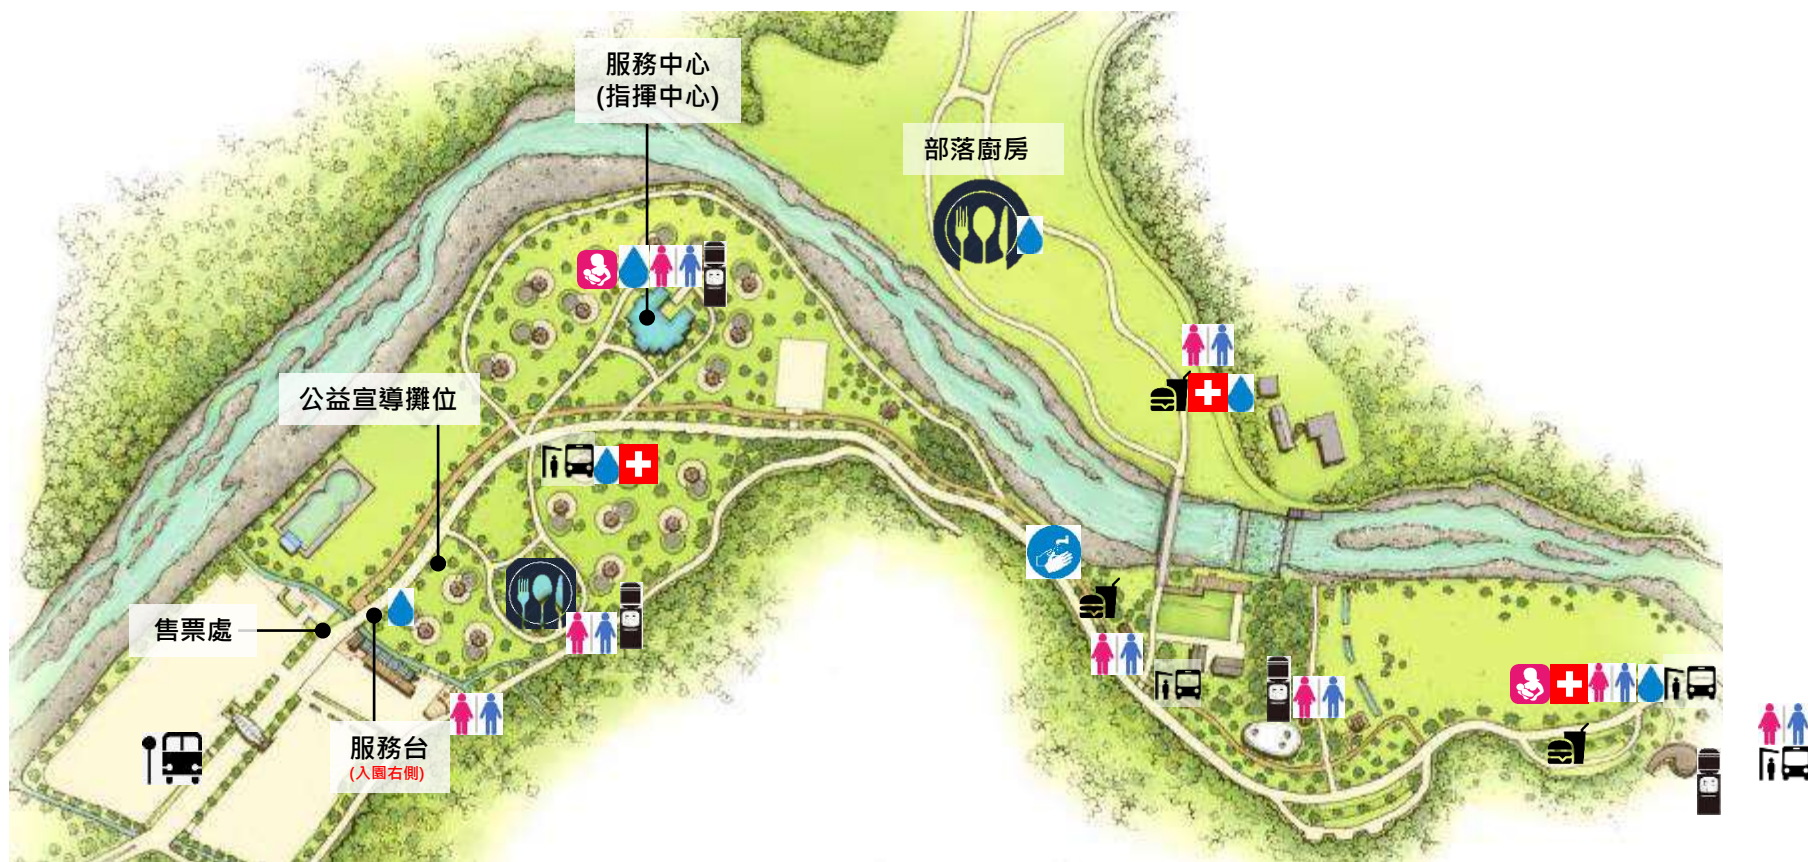 服務中心
(指揮中心)
部落廚房
公益宣導攤位
售票處
服務台
(入園右側)